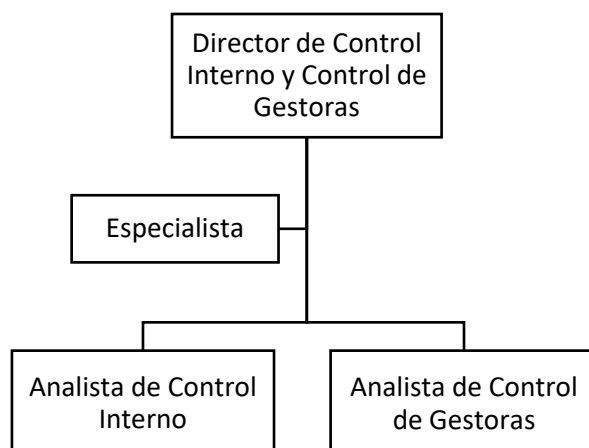 Director de Control
Interno y Control de
Gestoras
Especialista
Analista de Control
Interno
Analista de Control
de Gestoras